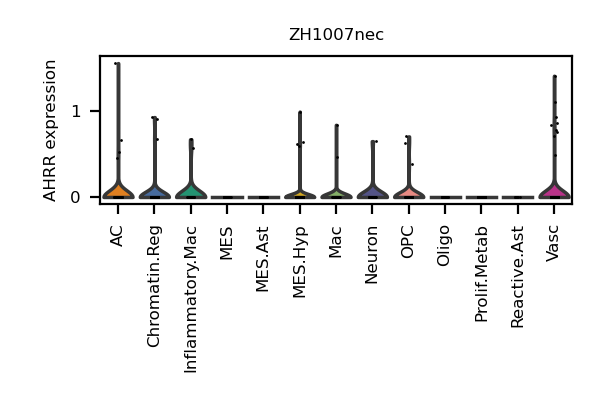 ZH1007nec
AHRR expression
1
0
AC
Chromatin.Reg
Inflammatory.Mac
MES
MES.Ast
MES.Hyp
Mac
Neuron
OPC
Oligo
Prolif.Metab
Reactive.Ast
Vasc